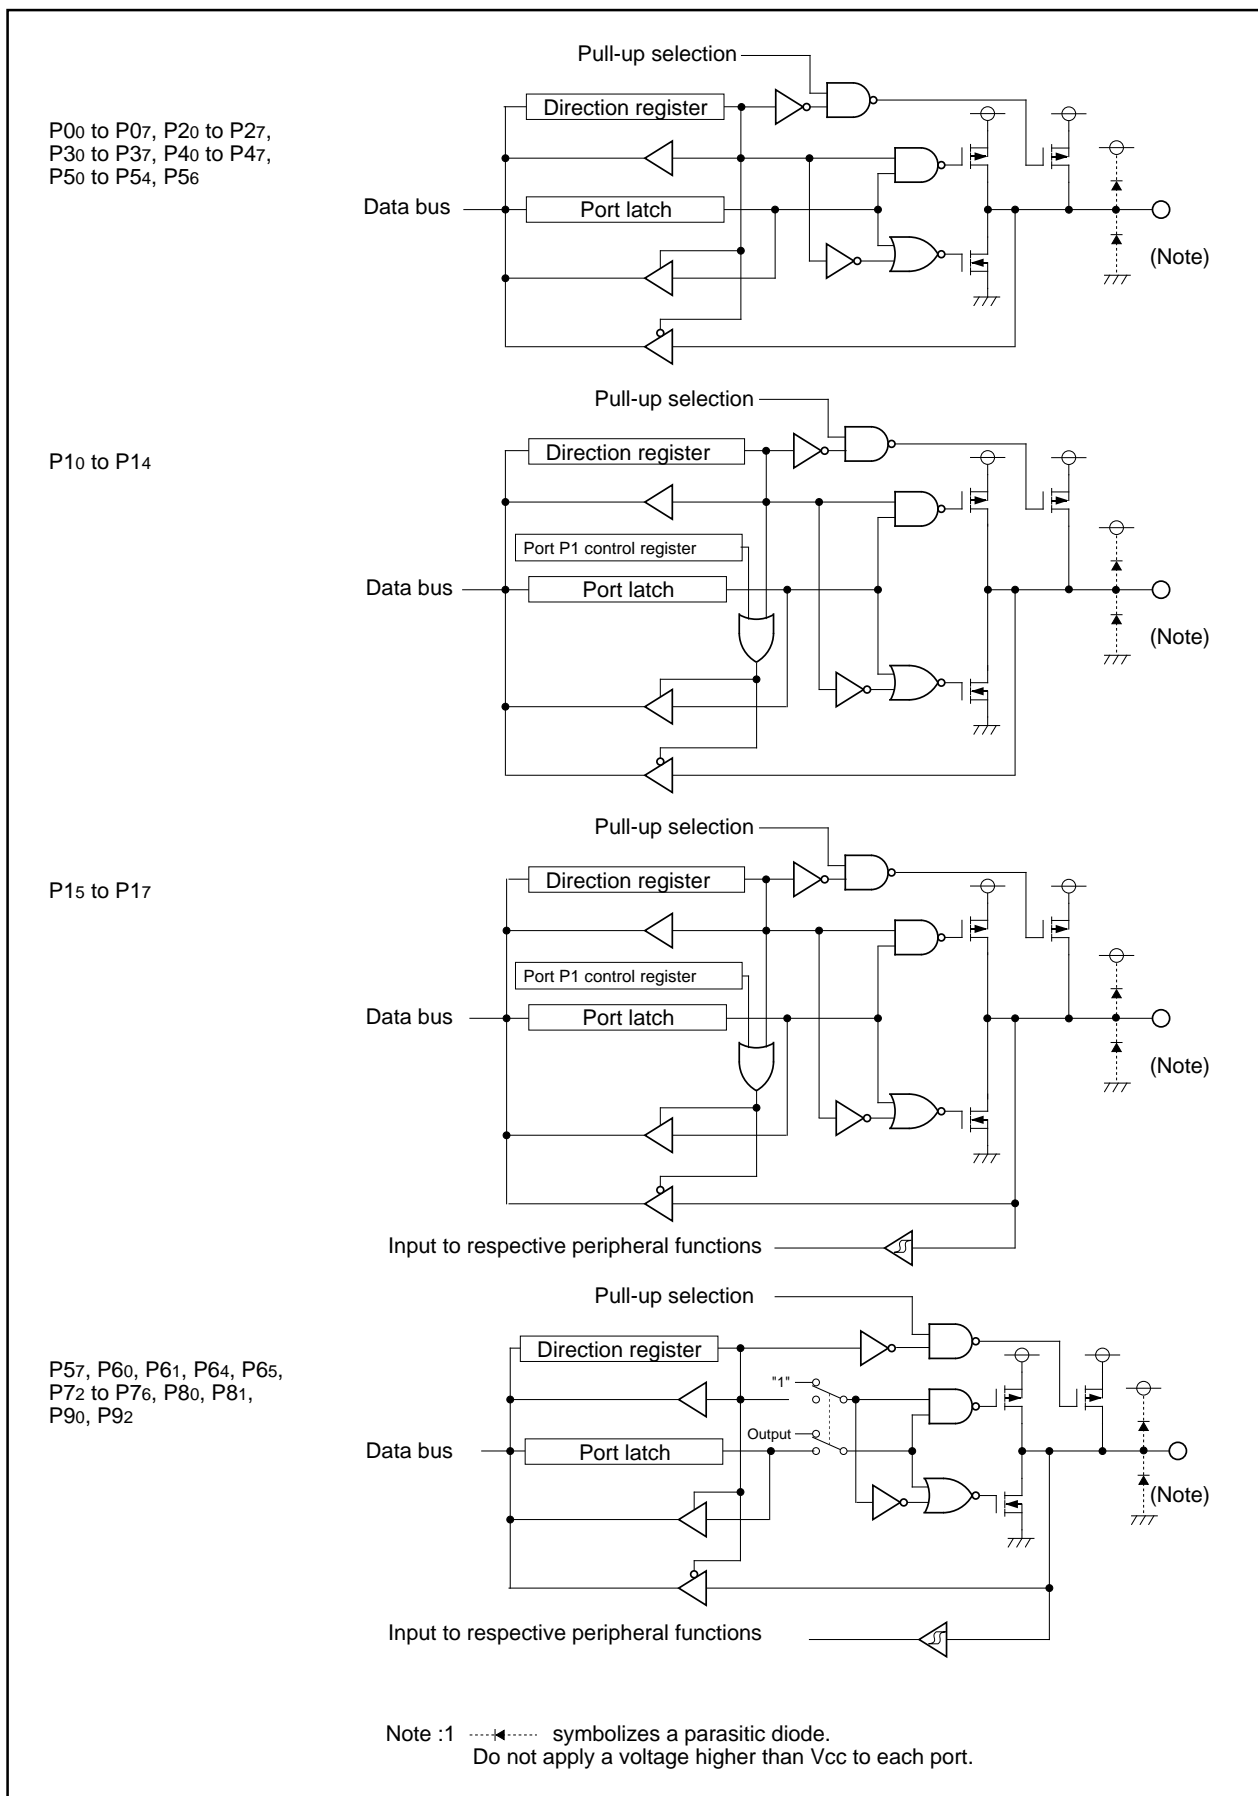 Pull-up selection
Direction register
P00 to P07, P20 to P27,
P30 to P37, P40 to P47,
P50 to P54, P56
Data bus
Port latch
(Note)
Pull-up selection
Direction register
P10 to P14
Port P1 control register
Data bus
Port latch
(Note)
Pull-up selection
Direction register
P15 to P17
Port P1 control register
Data bus
Port latch
(Note)
Input to respective peripheral functions
Pull-up selection
Direction register
P57, P60, P61, P64, P65,
P72 to P76, P80, P81,
P90, P92
"1"
Output
Data bus
Port latch
(Note)
Input to respective peripheral functions
Note :1 symbolizes a parasitic diode.
Do not apply a voltage higher than Vcc to each port.